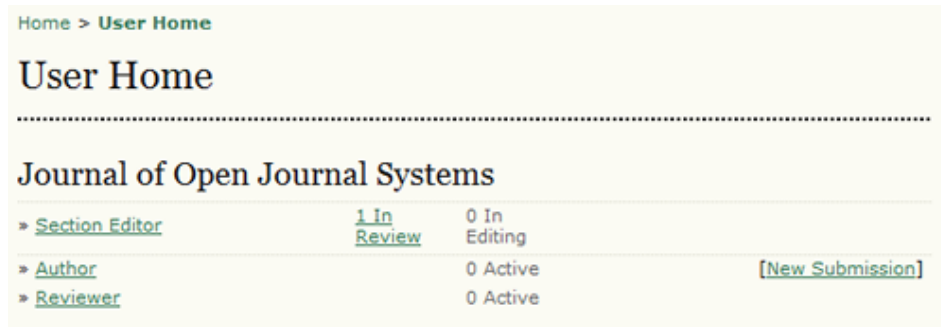 Home > User Home
User Home
Journal of Open Journal Systems
» Section Editor 1 In Review 0 In Editing
» Author 0 Active [New Submission]
» Reviewer 0 Active